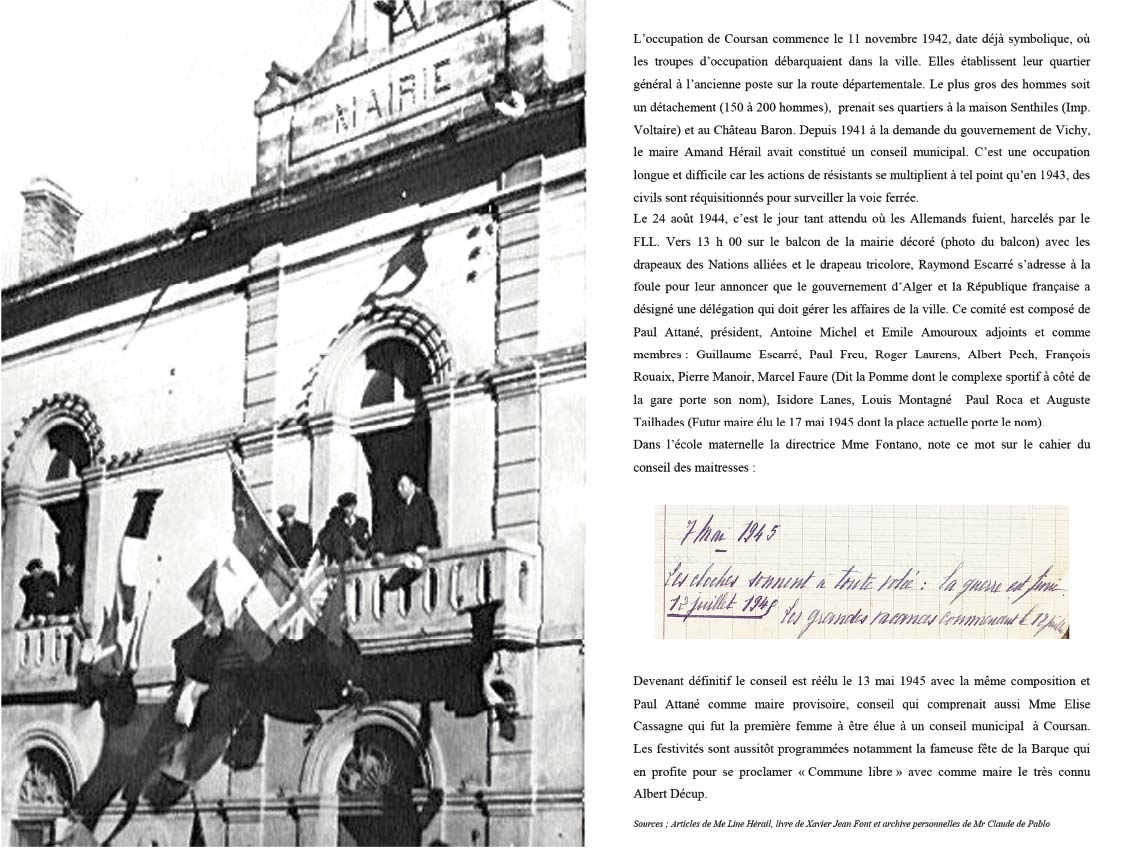 MAIRIE
L’occupation de Coursan commence le 11 novembre 1942, date déjà symbolique, où
les troupes d’occupation débarquaient dans la ville. Elles établissent leur quartier
général à l’ancienne poste sur la route départementale. Le plus gros des hommes soit
un détachement (150 à 200 hommes), prenait ses quartiers à la maison Senthiles (Imp.
Voltaire) et au Château Baron. Depuis 1941 à la demande du gouvernement de Vichy,
le maire Amand Hérail avait constitué un conseil municipal. C’est une occupation
longue et difficile car les actions de résistants se multiplient à tel point qu’en 1943, des
civils sont réquisitionnés pour surveiller la voie ferrée.
Le 24 août 1944, c’est le jour tant attendu où les Allemands fuient, harcelés par le
FLL. Vers 13 h 00 sur le balcon de la mairie décoré (photo du balcon) avec les
drapeaux des Nations alliées et le drapeau tricolore, Raymond Escarré s’adresse à la
foule pour leur annoncer que le gouvernement d’Alger et la République française a
désigné une délégation qui doit gérer les affaires de la ville. Ce comité est composé de
Paul Attané, président, Antoine Michel et Emile Amouroux adjoints et comme
membres : Guillaume Escarré, Paul Freu, Roger Laurens, Albert Pech, François
Rouaix, Pierre Manoir, Marcel Faure (Dit la Pomme dont le complexe sportif à côté de
la gare porte son nom), Isidore Lanes, Louis Montagné Paul Roca et Auguste
Tailhades (Futur maire élu le 17 mai 1945 dont la place actuelle porte le nom).
Dans l’école maternelle la directrice Mme Fontano, note ce mot sur le cahier du
conseil des maitresses :
7 Mai 1945
Les cloches sonnent à toute volée : la guerre est finie.
12 juillet 1945 Les grandes vacances commencent le 12 juillet
Devenant définitif le conseil est réélu le 13 mai 1945 avec la même composition et
Paul Attané comme maire provisoire, conseil qui comprenait aussi Mme Elise
Cassagne qui fut la première femme à être élue à un conseil municipal à Coursan.
Les festivités sont aussitôt programmées notamment la fameuse fête de la Barque qui
en profite pour se proclamer « Commune libre » avec comme maire le très connu
Albert Décup.
Sources ; Articles de Me Line Hérail, livre de Xavier Jean Font et archive personnelles de Mr Claude de Pablo